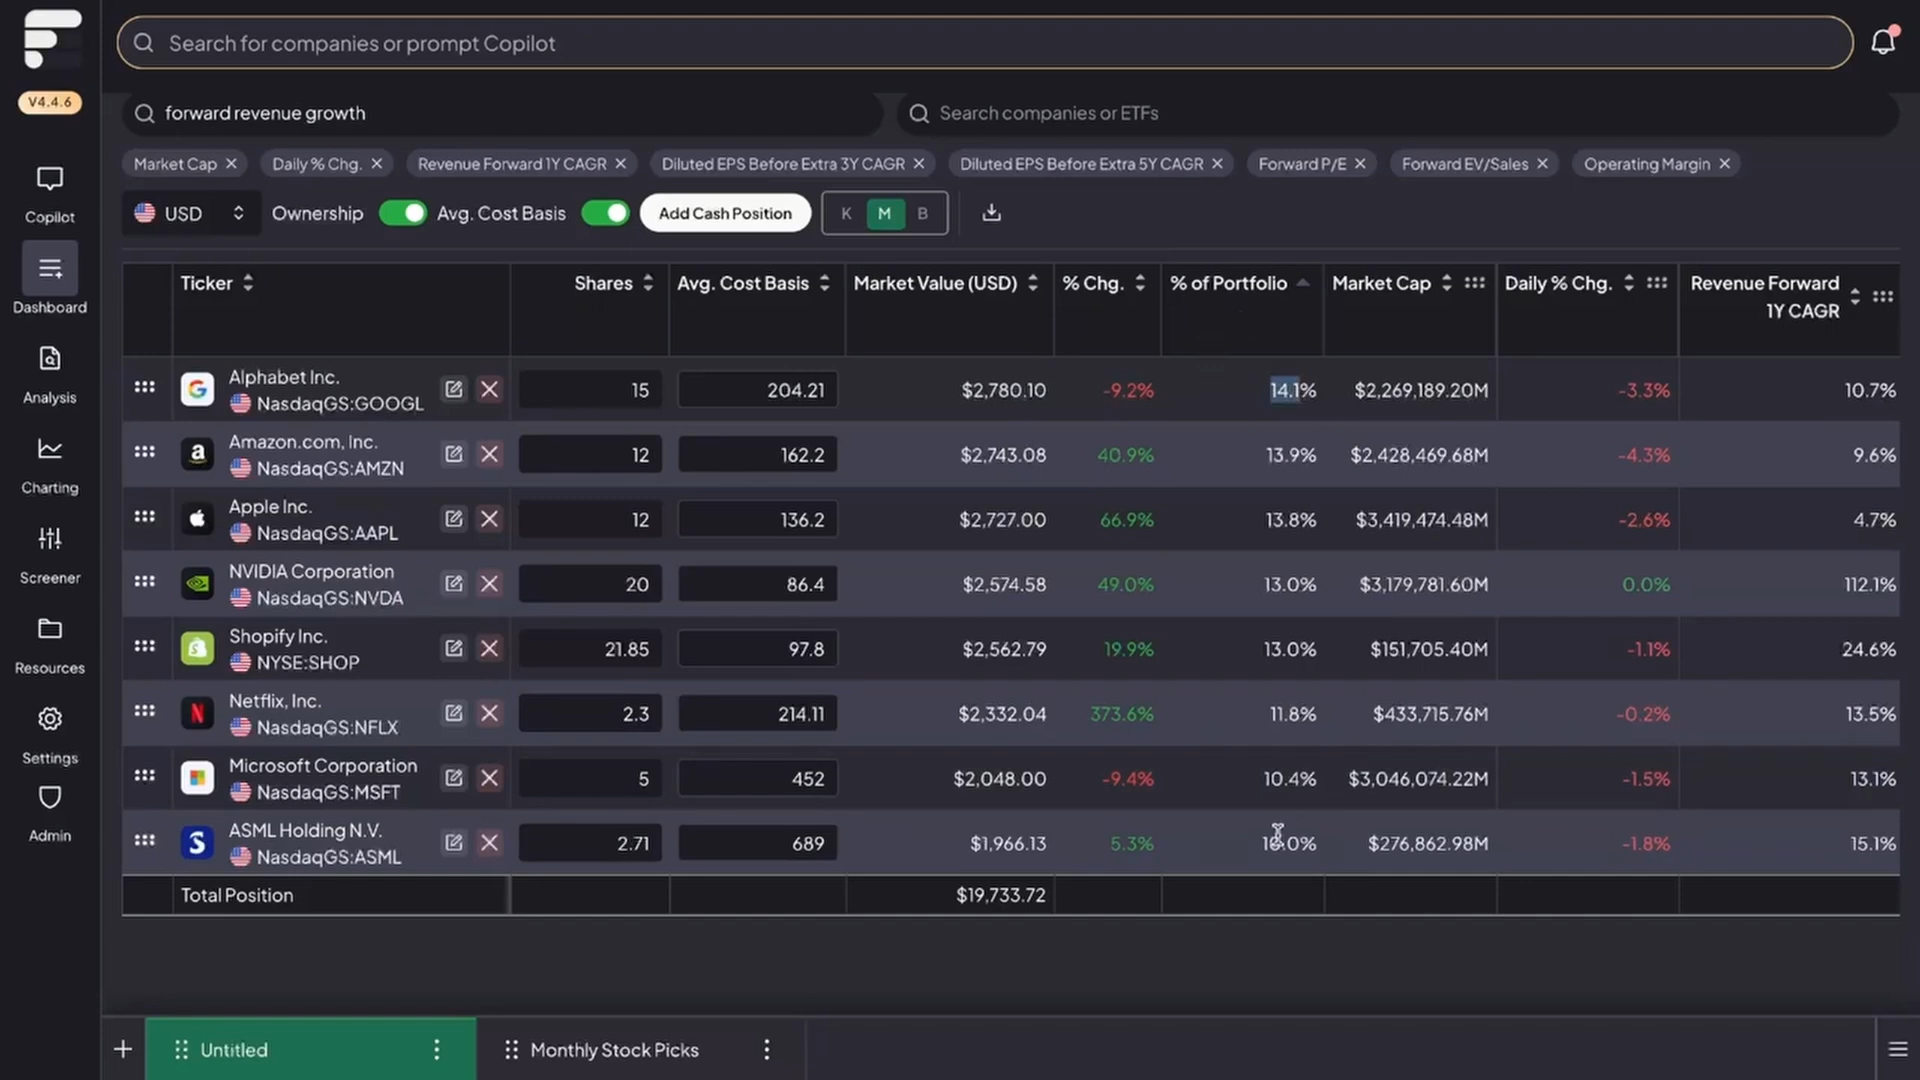 Search for companies or prompt Copilot
V4.4.6
forward revenue growth
Search companies or ETFs
Market Cap
Daily % Chg.
Revenue Forward 1Y CAGR
Diluted EPS Before Extra 3Y CAGR
Diluted EPS Before Extra 5Y CAGR
Forward P/E
Forward EV/Sales
Operating Margin
USD
Ownership
Avg. Cost Basis
Add Cash Position
K M B
Copilot
Dashboard
Analysis
Charting
Screener
Resources
Settings
Admin
Ticker Shares Avg. Cost Basis Market Value (USD) % Chg. % of Portfolio Market Cap Daily % Chg. Revenue Forward
1Y CAGR
Alphabet Inc.
NasdaqGS:GOOGL
15 204.21 $2,780.10 -9.2% 14.1% $2,269,189.20M -3.3% 10.7%
Amazon.com, Inc.
NasdaqGS:AMZN
12 162.2 $2,743.08 40.9% 13.9% $2,428,469.68M -4.3% 9.6%
Apple Inc.
NasdaqGS:AAPL
12 136.2 $2,727.00 66.9% 13.8% $3,419,474.48M -2.6% 4.7%
NVIDIA Corporation
NasdaqGS:NVDA
20 86.4 $2,574.58 49.0% 13.0% $3,179,781.60M 0.0% 112.1%
Shopify Inc.
NYSE:SHOP
21.85 97.8 $2,562.79 19.9% 13.0% $151,705.40M -1.1% 24.6%
Netflix, Inc.
NasdaqGS:NFLX
2.3 214.11 $2,332.04 373.6% 11.8% $433,715.76M -0.2% 13.5%
Microsoft Corporation
NasdaqGS:MSFT
5 452 $2,048.00 -9.4% 10.4% $3,046,074.22M -1.5% 13.1%
ASML Holding N.V.
NasdaqGS:ASML
2.71 689 $1,966.13 5.3% 10.0% $276,862.98M -1.8% 15.1%
Total Position $19,733.72
Untitled
Monthly Stock Picks